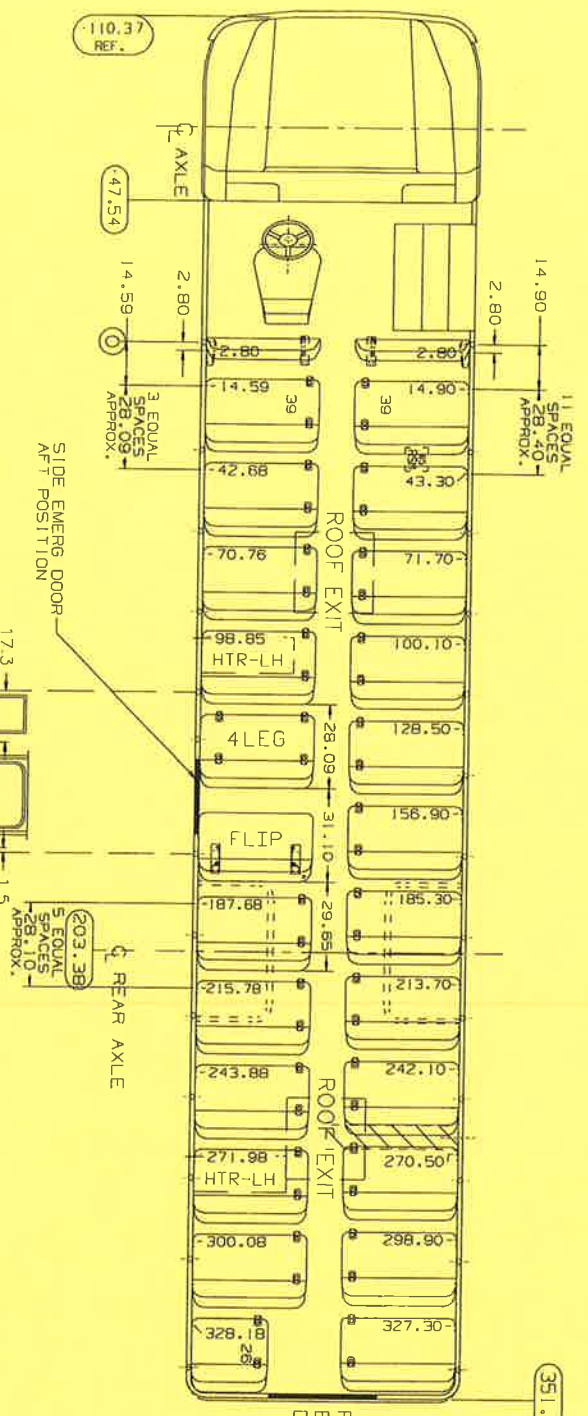 -110.37
REF.
CL AXLE
-47.54
14.59
2.80
14.90
2.80
11 EQUAL
SPACES
28.40
APPROX.
3 EQUAL
SPACES
28.09
APPROX.
2.80
2.80
14.59
39
39
14.90
42.68
43.30
ROOF EXIT
70.76
71.70
98.85
HTR-LH
100.10
SIDE EMERG DOOR
AFT POSITION
17.3
4LEG
28.09
128.50
FLIP
31.10
156.90
1.5
29.65
187.68
185.30
203.38
5 EQUAL
SPACES
28.10
APPROX.
CL REAR AXLE
215.78
213.70
243.88
242.10
ROOF EXIT
271.98
HTR-LH
270.50
300.08
298.90
328.18
26
327.30
351.